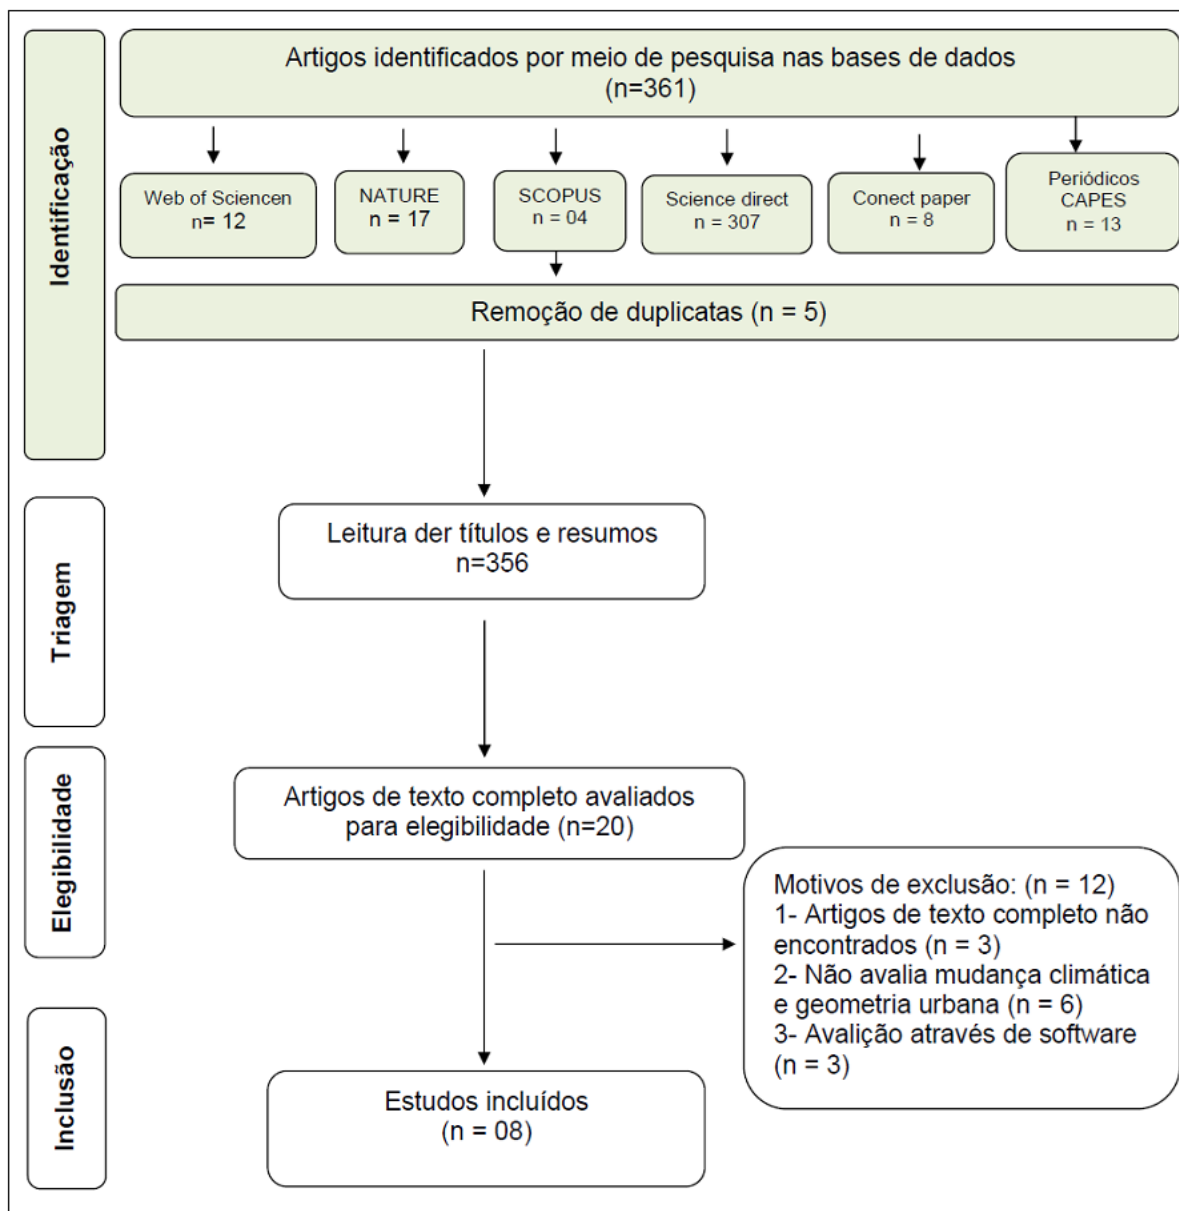 Identificação
Artigos identificados por meio de pesquisa nas bases de dados
(n=361)
Web of Sciencen
n= 12
NATURE
n = 17
SCOPUS
n = 04
Science direct
n = 307
Conect paper
n = 8
Periódicos
CAPES
n = 13
Remoção de duplicatas (n = 5)
Triagem
Leitura der títulos e resumos
n=356
Elegibilidade
Artigos de texto completo avaliados
para elegibilidade (n=20)
Motivos de exclusão: (n = 12)
1- Artigos de texto completo não
encontrados (n = 3)
2- Não avalia mudança climática
e geometria urbana (n = 6)
3- Avalição através de software
(n = 3)
Inclusão
Estudos incluídos
(n = 08)